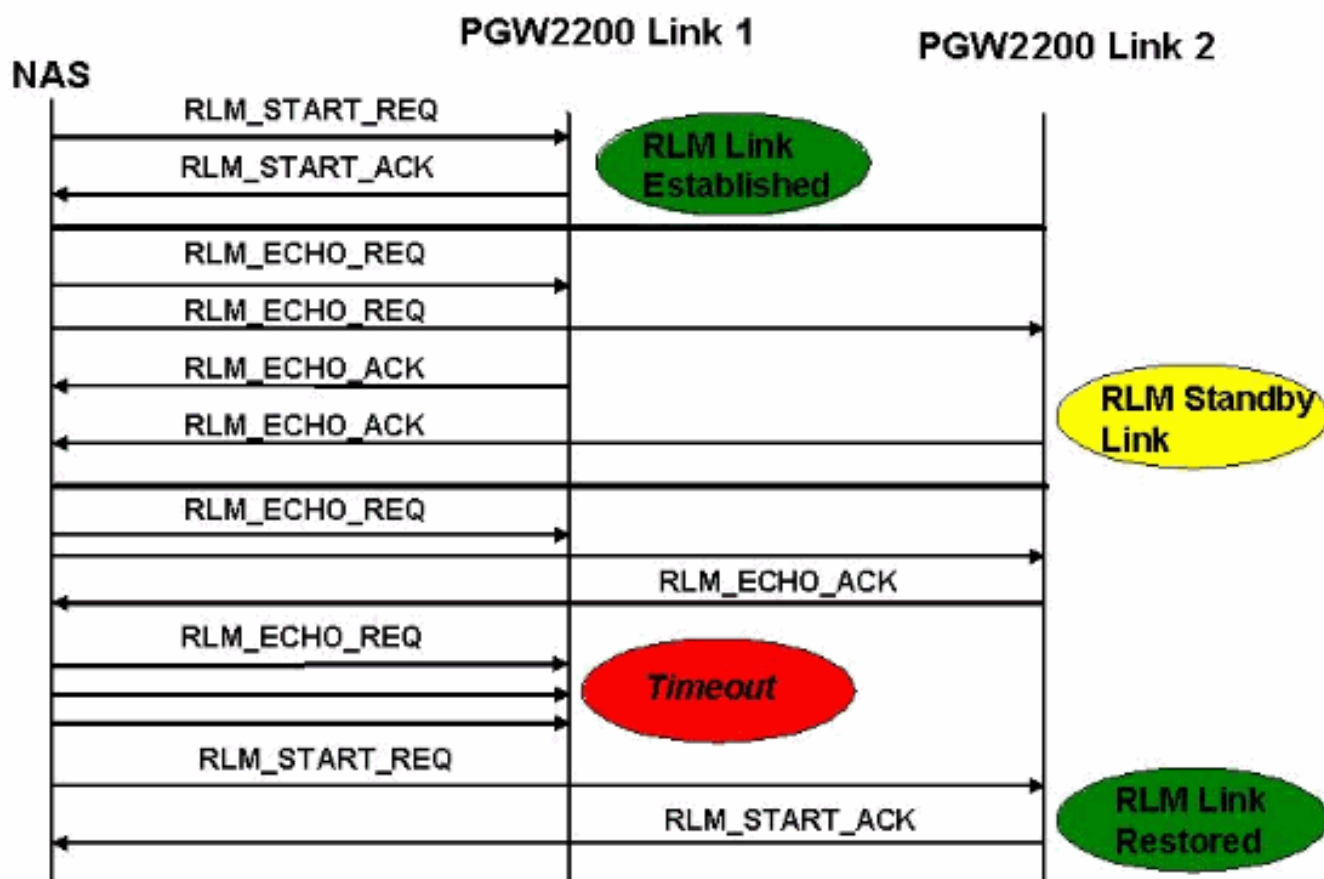 PGW2200 Link 1
PGW2200 Link 2
NAS
RLM_START_REQ
RLM Link
Established
RLM_START_ACK
RLM_ECHO_REQ
RLM_ECHO_REQ
RLM_ECHO_ACK
RLM Standby
Link
RLM_ECHO_ACK
RLM_ECHO_REQ
RLM_ECHO_ACK
RLM_ECHO_REQ
Timeout
RLM_START_REQ
RLM Link
Restored
RLM_START_ACK